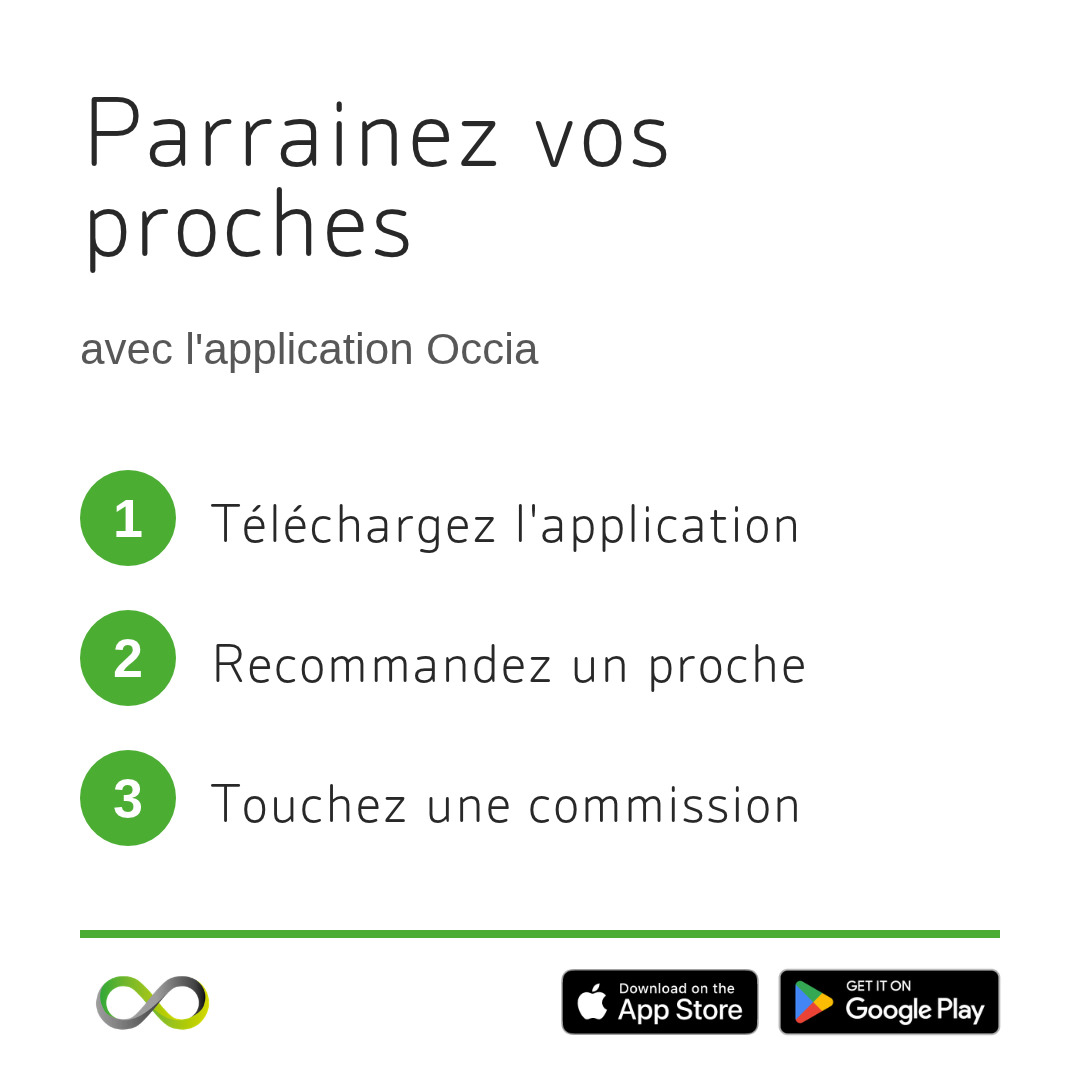 Parrainez vos
proches
avec l'application Occia
1 Téléchargez l'application
2 Recommandez un proche
3 Touchez une commission
Download on the
App Store
GET IT ON
Google Play